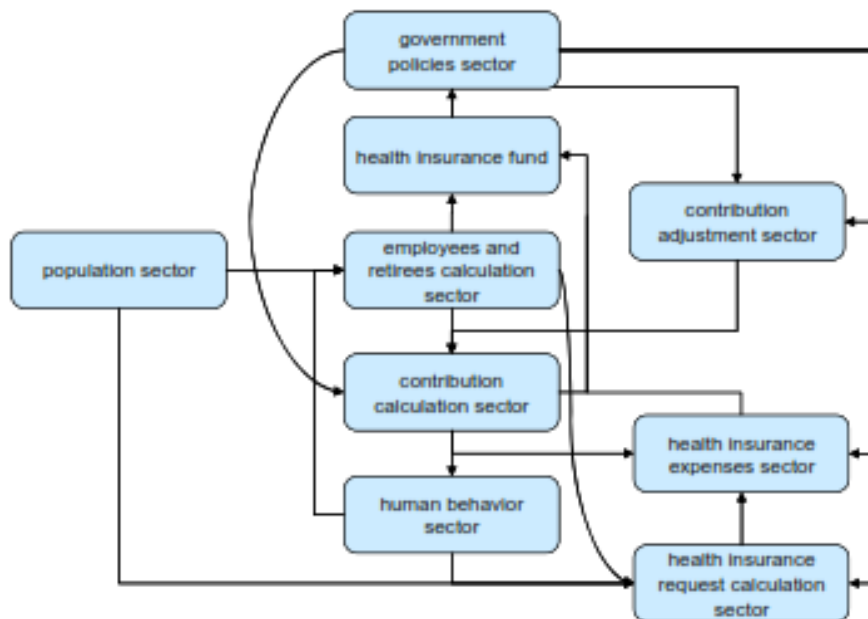 government
policies sector
health insurance fund
contribution
adjustment sector
population sector
employees and
retirees calculation
sector
contribution
calculation sector
health insurance
expenses sector
human behavior
sector
health insurance
request calculation
sector